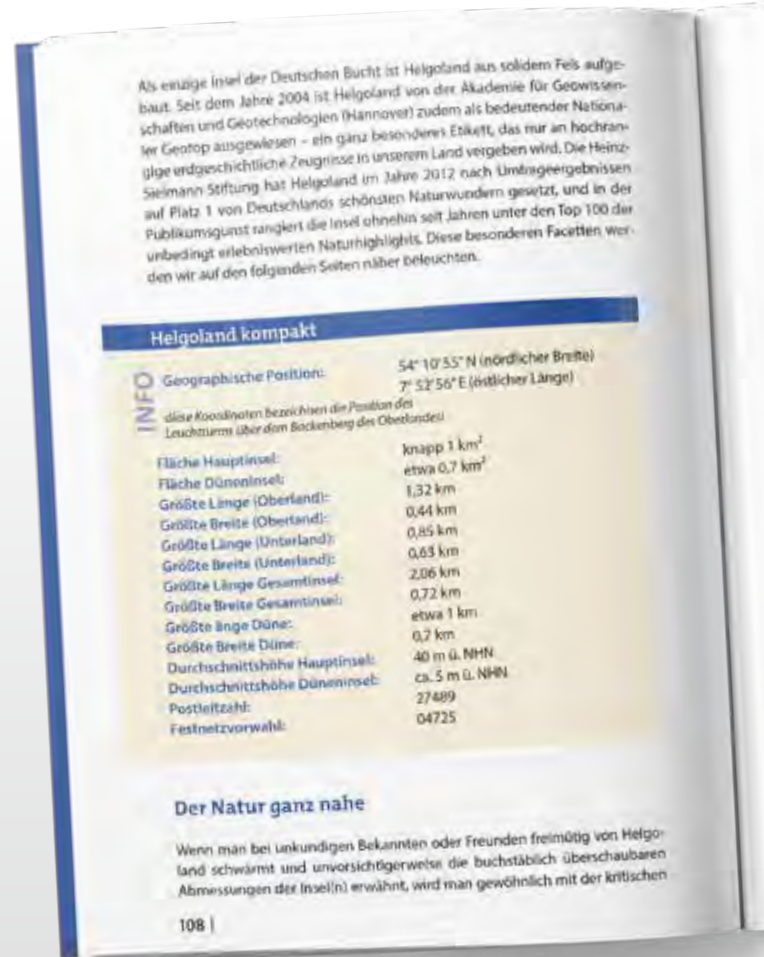 Als einzige Insel der Deutschen Bucht ist Helgoland aus solidem Fels aufge-
baut. Seit dem Jahre 2004 ist Helgoland von der Akademie für Geowissen-
schaften und Geotechnologien (Hannover) zudem als bedeutender Nationa-
ler Geotop ausgewiesen – ein ganz besonderes Etikett, das nur an hochran-
gige erdgeschichtliche Zeugnisse in unserem Land vergeben wird. Die Heinz-
Sielmann Stiftung hat Helgoland im Jahre 2012 nach Umfrageergebnissen
auf Platz 1 von Deutschlands schönsten Naturwundern gesetzt, und in der
Publikumsgunst rangiert die Insel ohnehin seit Jahren unter den Top 100 der
unbedingt erlebniswerten Naturhighlights. Diese besonderen Facetten wer-
den wir auf den folgenden Seiten näher beleuchten.
Helgoland kompakt
INFO
Geographische Position: 54° 10' 55" N (nördlicher Breite)
7° 52' 56" E (östlicher Länge)
diese Koordinaten bezeichnen die Position des
Leuchtturms über dem Bockenberg des Oberlandes)
Fläche Hauptinsel: knapp 1 km²
Fläche Düneninsel: etwa 0,7 km²
Größte Länge (Oberland): 1,32 km
Größte Breite (Oberland): 0,44 km
Größte Länge (Unterland): 0,85 km
Größte Breite (Unterland): 0,63 km
Größte Länge Gesamtinsel: 2,06 km
Größte Breite Gesamtinsel: 0,72 km
Größte änge Düne: etwa 1 km
Größte Breite Düne: 0,7 km
Durchschnittshöhe Hauptinsel: 40 m ü. NHN
Durchschnittshöhe Düneninsel: ca. 5 m ü. NHN
Postleitzahl: 27489
Festnetzvorwahl: 04725
Der Natur ganz nahe
Wenn man bei unkundigen Bekannten oder Freunden freimütig von Helgo-
land schwärmt und unvorsichtigerweise die buchstäblich überschaubaren
Abmessungen der Insel(n) erwähnt, wird man gewöhnlich mit der kritischen
108 |